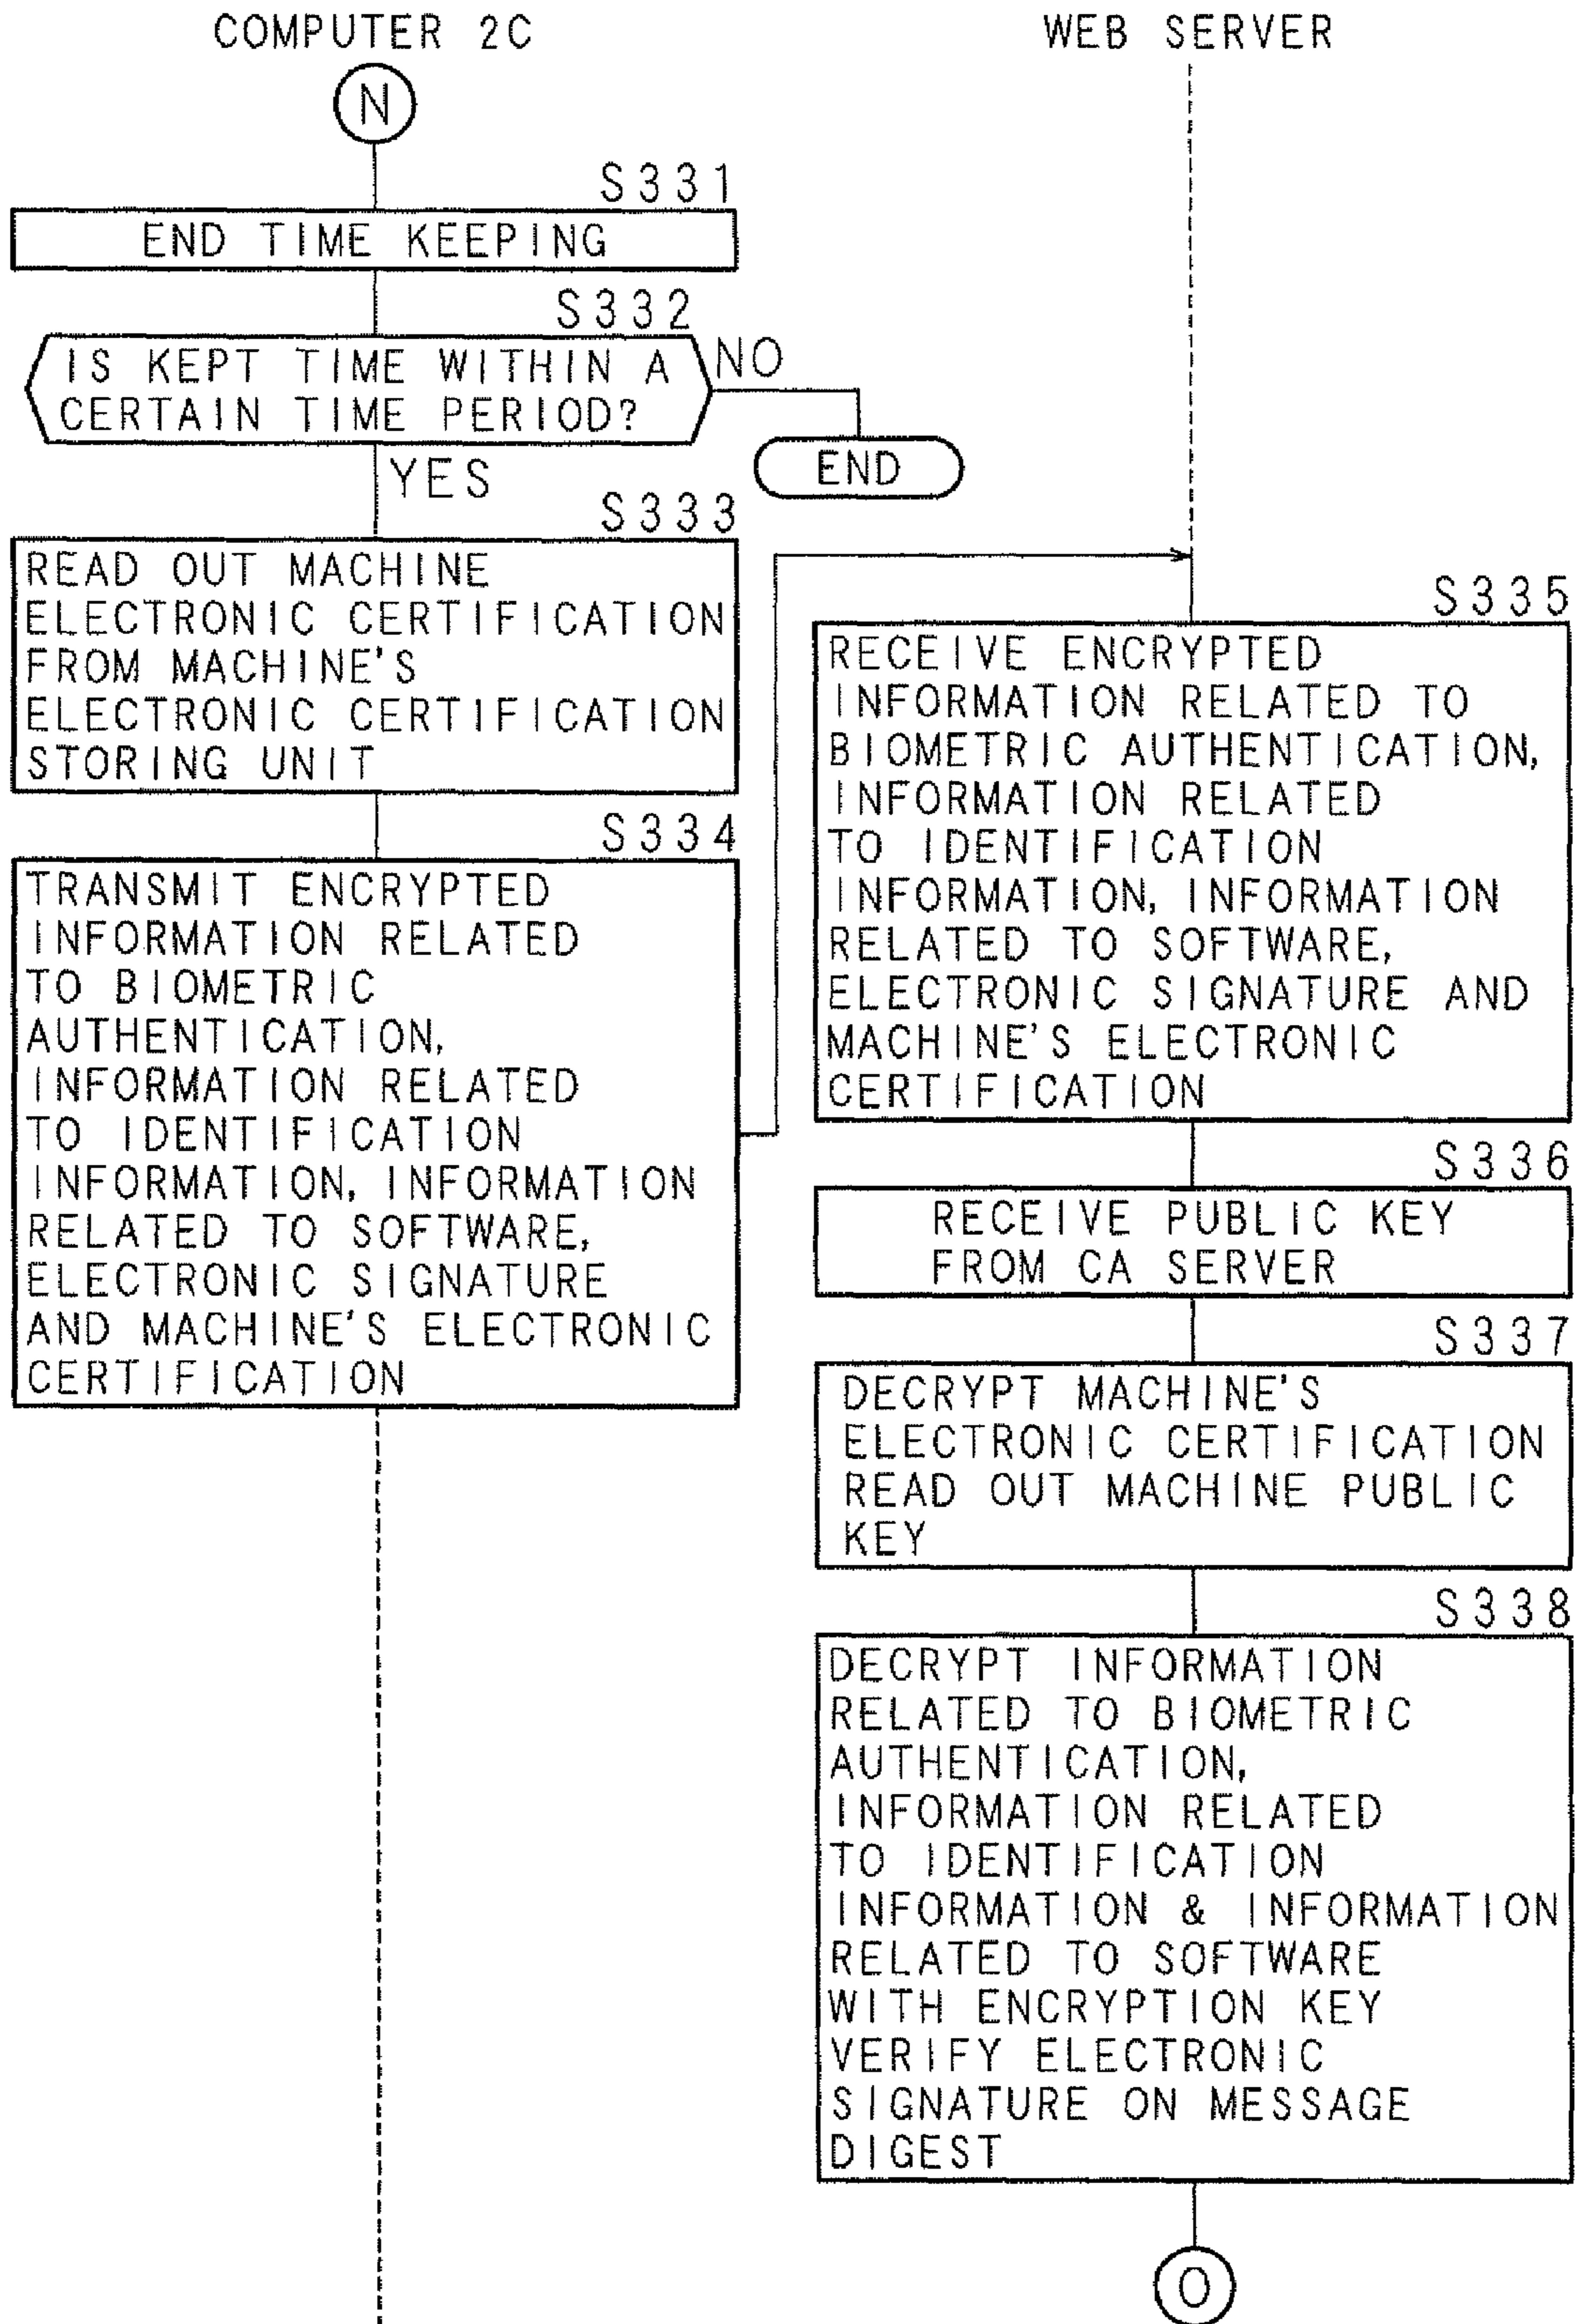 COMPUTER 2C
WEB SERVER
N
S331
END TIME KEEPING
S332
IS KEPT TIME WITHIN A
CERTAIN TIME PERIOD?
NO
END
YES
S333
READ OUT MACHINE
ELECTRONIC CERTIFICATION
FROM MACHINE'S
ELECTRONIC CERTIFICATION
STORING UNIT
S334
TRANSMIT ENCRYPTED
INFORMATION RELATED
TO BIOMETRIC
AUTHENTICATION,
INFORMATION RELATED
TO IDENTIFICATION
INFORMATION, INFORMATION
RELATED TO SOFTWARE,
ELECTRONIC SIGNATURE
AND MACHINE'S ELECTRONIC
CERTIFICATION
S335
RECEIVE ENCRYPTED
INFORMATION RELATED TO
BIOMETRIC AUTHENTICATION,
INFORMATION RELATED
TO IDENTIFICATION
INFORMATION, INFORMATION
RELATED TO SOFTWARE,
ELECTRONIC SIGNATURE AND
MACHINE'S ELECTRONIC
CERTIFICATION
S336
RECEIVE PUBLIC KEY
FROM CA SERVER
S337
DECRYPT MACHINE'S
ELECTRONIC CERTIFICATION
READ OUT MACHINE PUBLIC
KEY
S338
DECRYPT INFORMATION
RELATED TO BIOMETRIC
AUTHENTICATION,
INFORMATION RELATED
TO IDENTIFICATION
INFORMATION & INFORMATION
RELATED TO SOFTWARE
WITH ENCRYPTION KEY
VERIFY ELECTRONIC
SIGNATURE ON MESSAGE
DIGEST
O